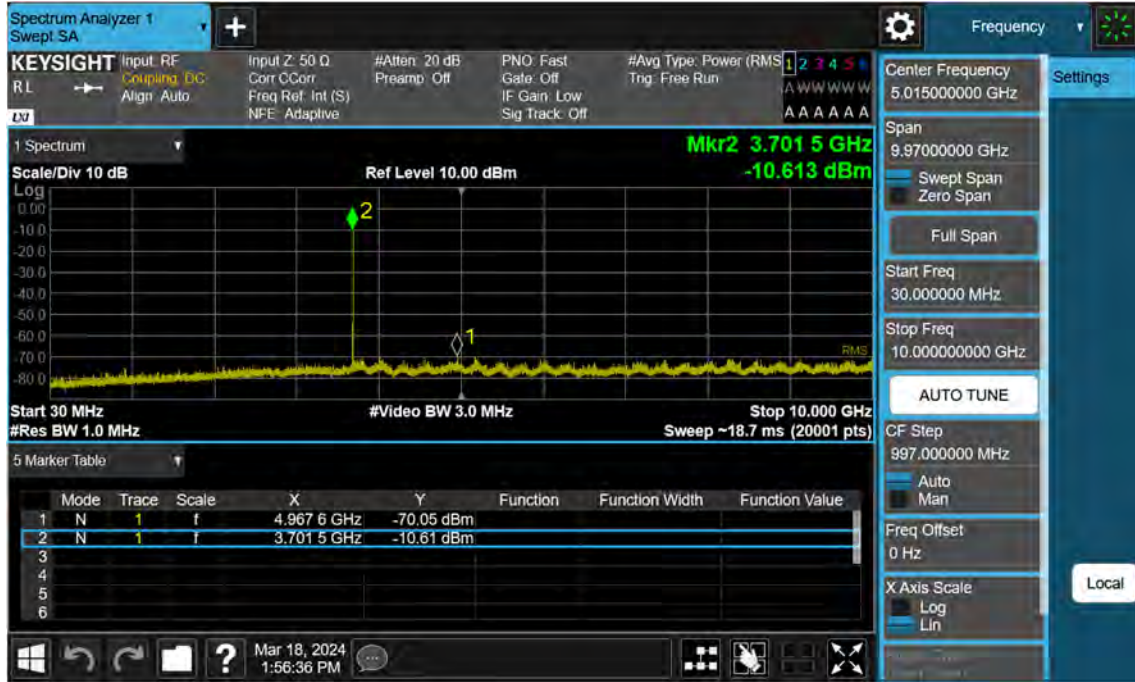 Spectrum Analyzer 1
Swept SA
Frequency
KEYSIGHT
RL
LXI
Input: RF
Coupling: DC
Align: Auto
Input Z: 50 Ω
Corr CCorr
Freq Ref: Int (S)
NFE: Adaptive
#Atten: 20 dB
Preamp: Off
PNO: Fast
Gate: Off
IF Gain: Low
Sig Track: Off
#Avg Type: Power (RMS
Trig: Free Run
1 2 3 4 5 6
A W W W W W
A A A A A A
1 Spectrum
Mkr2 3.701 5 GHz
Scale/Div 10 dB
Ref Level 10.00 dBm
-10.613 dBm
Log
0.00
-10.0
-20.0
-30.0
-40.0
-50.0
-60.0
-70.0
-80.0
2
1
RMS
Start 30 MHz
#Video BW 3.0 MHz
Stop 10.000 GHz
#Res BW 1.0 MHz
Sweep ~18.7 ms (20001 pts)
5 Marker Table
Mode Trace Scale X Y Function Function Width Function Value
1 N 1 f 4.967 6 GHz -70.05 dBm
2 N 1 f 3.701 5 GHz -10.61 dBm
3
4
5
6
Mar 18, 2024
1:56:36 PM
?
Center Frequency
5.015000000 GHz
Span
9.97000000 GHz
Swept Span
Zero Span
Full Span
Start Freq
30.000000 MHz
Stop Freq
10.000000000 GHz
AUTO TUNE
CF Step
997.000000 MHz
Auto
Man
Freq Offset
0 Hz
X Axis Scale
Log
Lin
Settings
Local